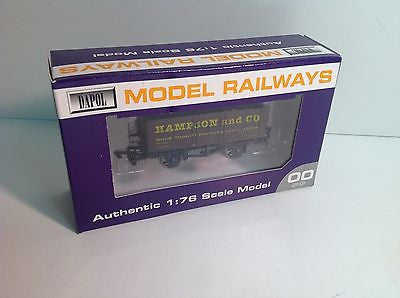 MODEL RAILWAYS
DAPOL
MODEL RAILWAYS
HAMPSON and CO
Authentic 1:76 Scale Model
OO